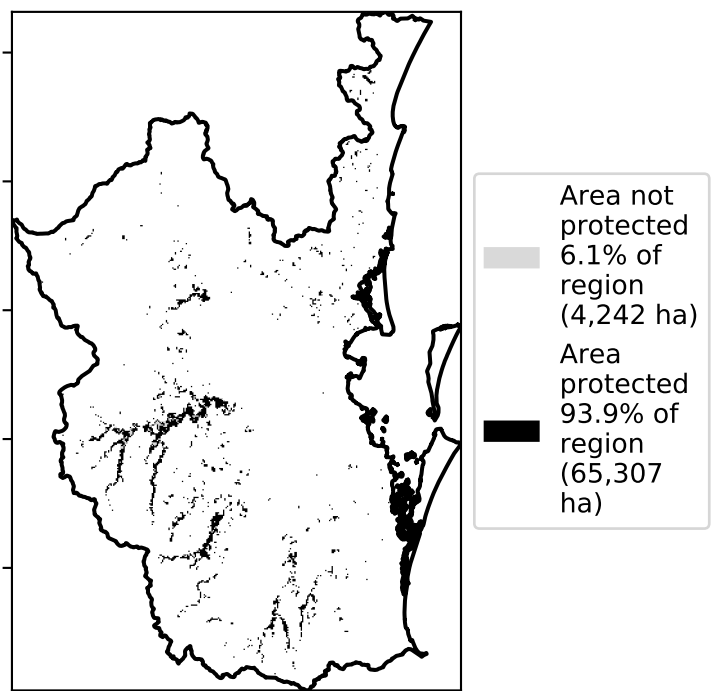 Area not
protected
6.1% of
region
(4,242 ha)
Area
protected
93.9% of
region
(65,307
ha)